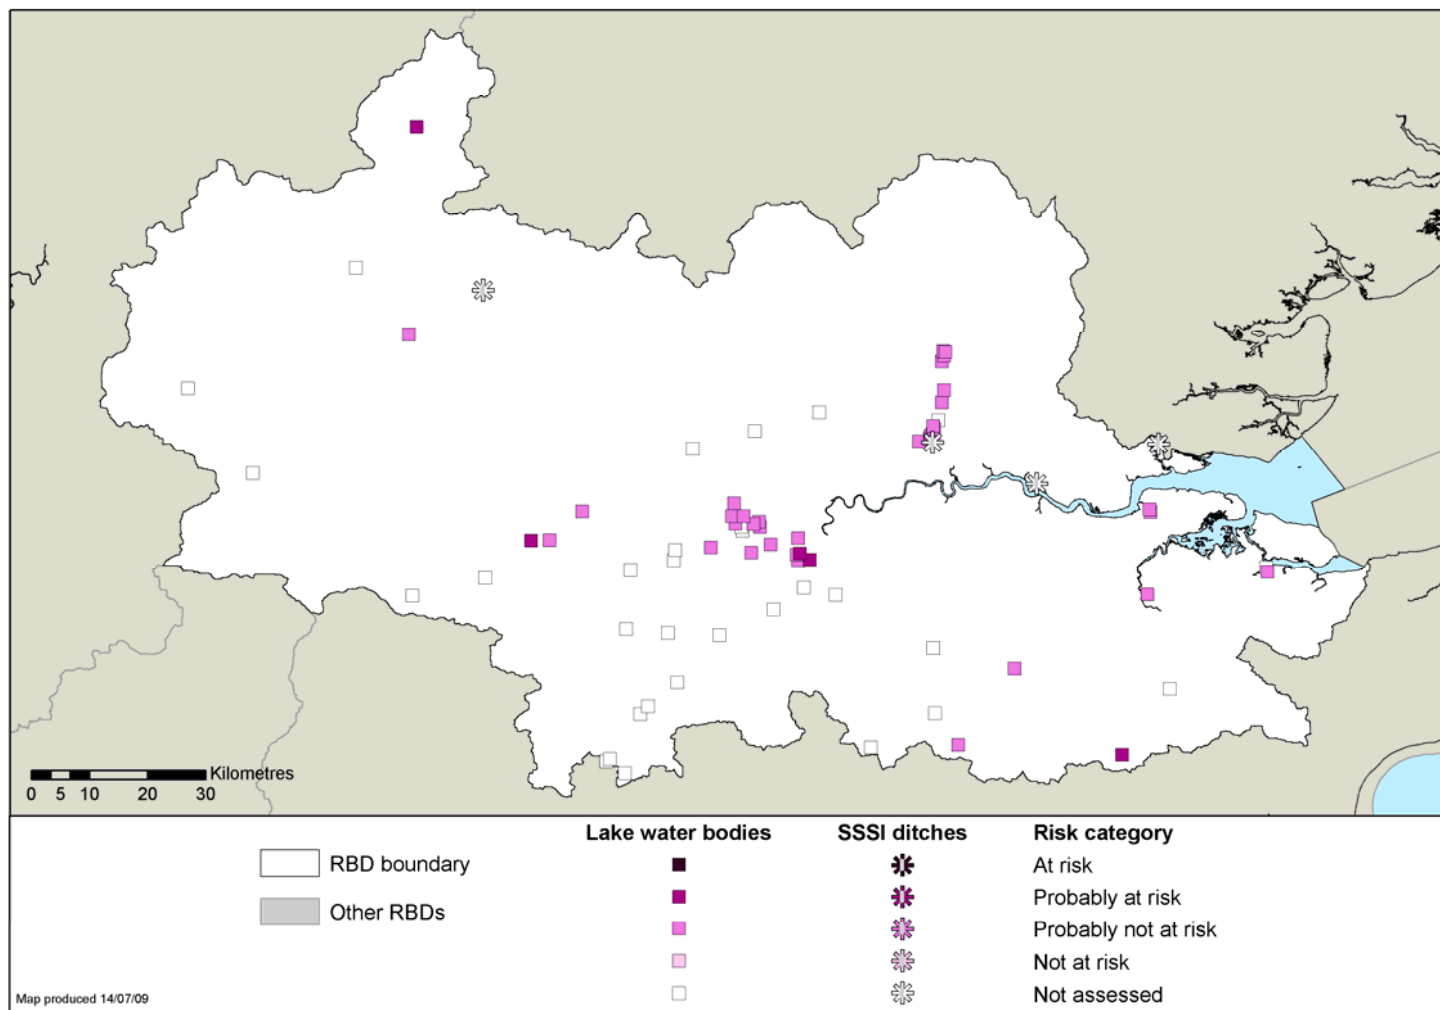 Kilometres
0 5 10 20 30
Lake water bodies SSSI ditches Risk category
RBD boundary
Other RBDs
At risk
Probably at risk
Probably not at risk
Not at risk
Not assessed
Map produced 14/07/09